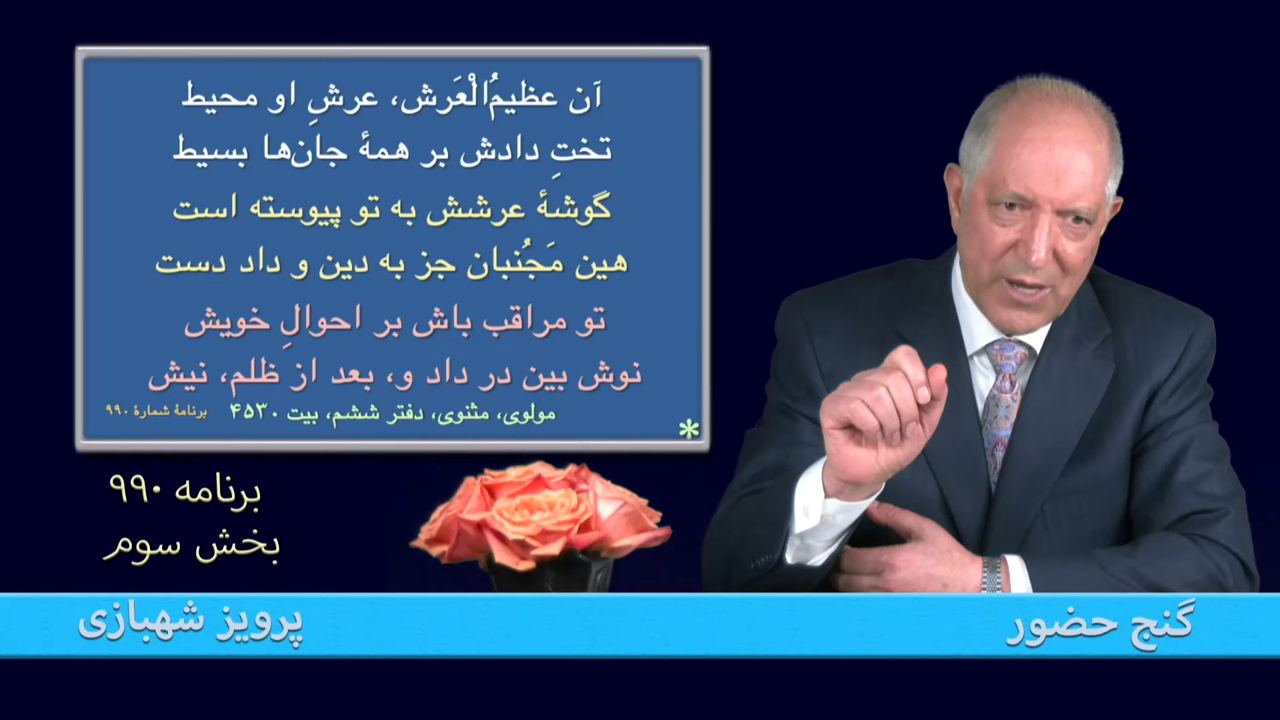 آن عظیمُ‌الْعَرش، عرشِ او محیط
تختِ دادش بر همهٔ جان‌ها بسیط
گوشهٔ عرشش به تو پیوسته است
هین مَجُنبان جز به دین و داد دست
تو مراقب باش بر احوالِ خویش
نوش بین در داد و، بعد از ظلم، نیش
مولوی، مثنوی، دفتر ششم، بیت ۴۵۳۰
برنامهٔ شمارهٔ ۹۹۰
*
برنامه ۹۹۰
بخش سوم
گنج حضور
پرویز شهبازی